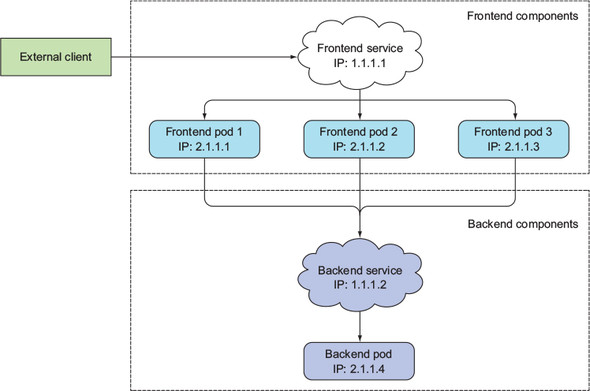 Frontend components
External client
Frontend service
IP: 1.1.1.1
Frontend pod 1
IP: 2.1.1.1
Frontend pod 2
IP: 2.1.1.2
Frontend pod 3
IP: 2.1.1.3
Backend components
Backend service
IP: 1.1.1.2
Backend pod
IP: 2.1.1.4